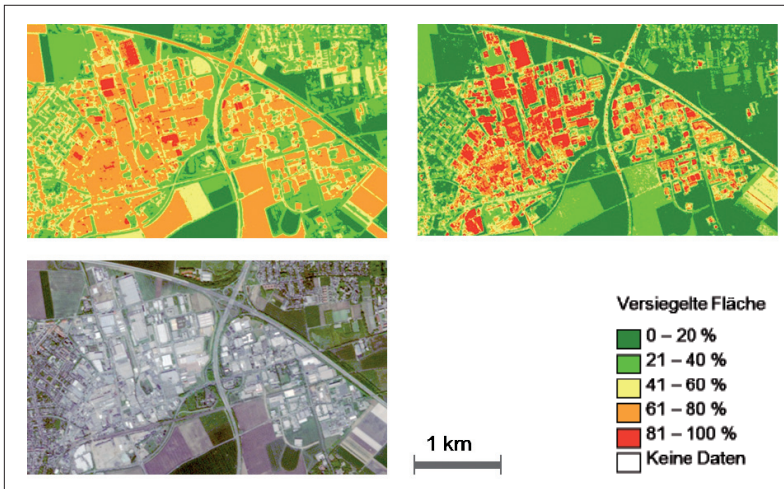 Versiegelte Fläche
0 – 20 %
21 – 40 %
41 – 60 %
61 – 80 %
81 – 100 %
Keine Daten
1 km